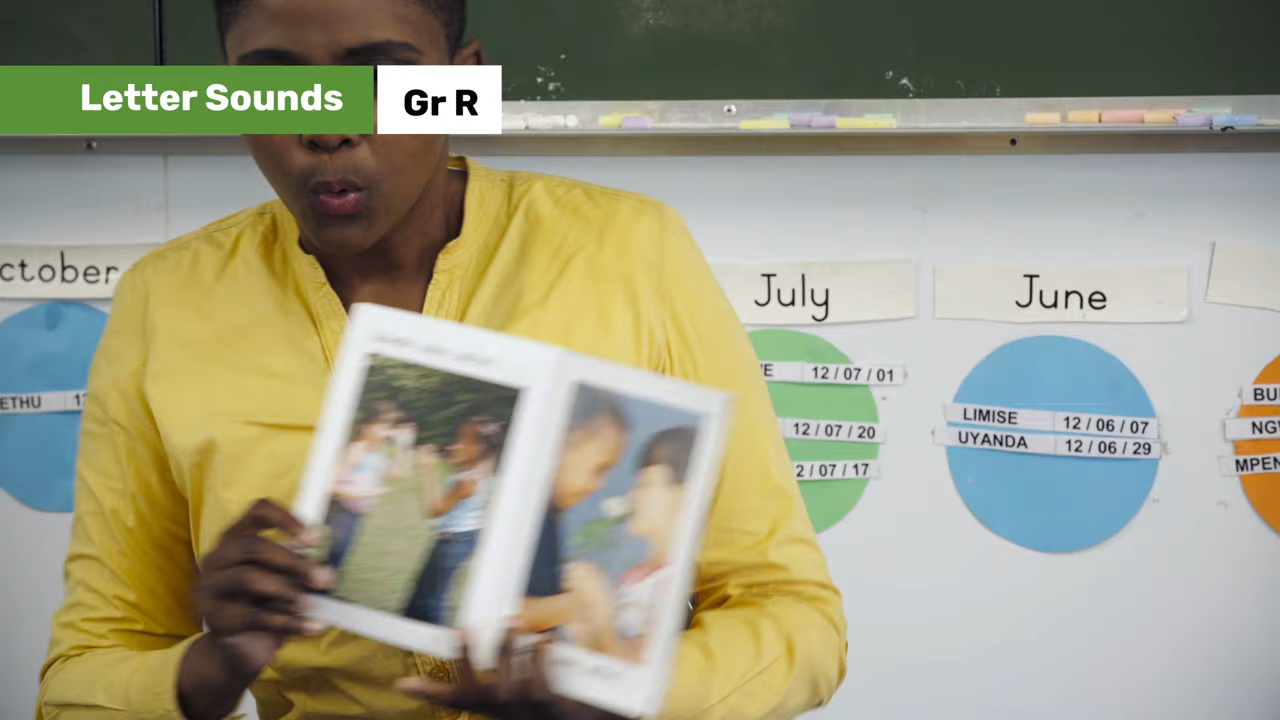 Letter Sounds
Gr R
ctober
July
June
ETHU
12/07/01
12/07/20
2/07/17
LIMISE 12/06/07
UYANDA 12/06/29
BU
NG
MPEN